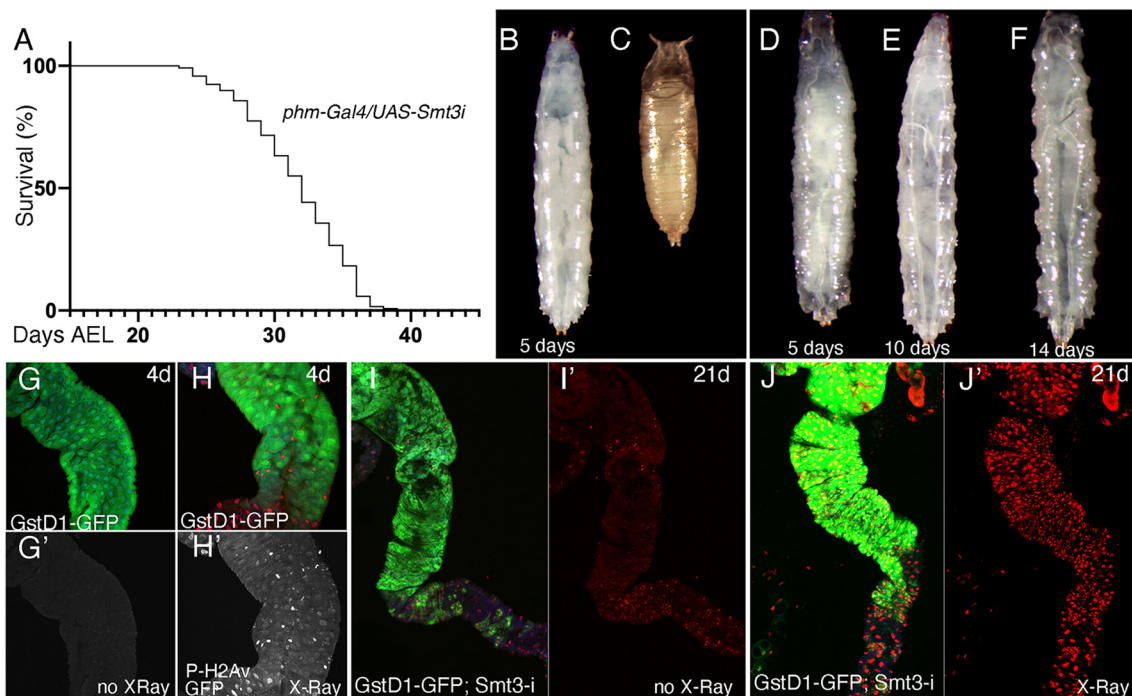 A
100
50
0
Survival (%)
phm-Gal4/UAS-Smt3i
Days AEL 20 30 40
B
5 days
C
D
5 days
E
10 days
F
14 days
G
4d
GstD1-GFP
G’
no XRay
H
4d
GstD1-GFP
H’
P-H2Av
GFP
X-Ray
I
GstD1-GFP; Smt3-i
I’
21d
no X-Ray
J
GstD1-GFP; Smt3-i
J’
21d
X-Ray